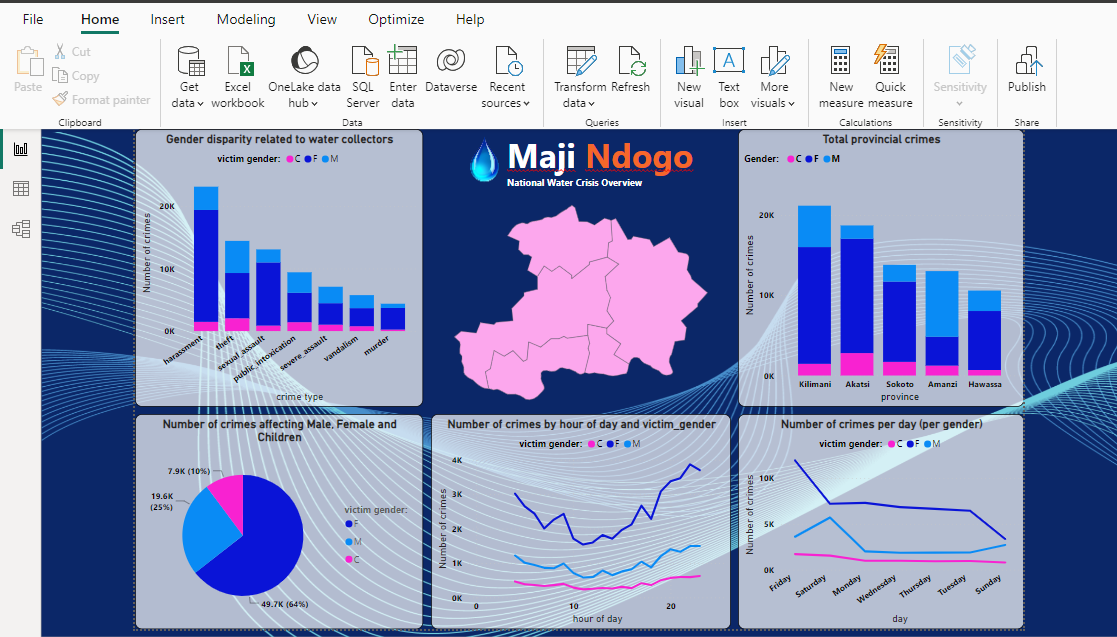 File Home Insert Modeling View Optimize Help
Paste
Cut
Copy
Format painter
Clipboard
Get data
Excel workbook
OneLake data hub
SQL Server
Enter data
Dataverse
Recent sources
Data
Transform data
Refresh
Queries
New visual
Text box
More visuals
Insert
New measure
Quick measure
Calculations
Sensitivity
Sensitivity
Publish
Share
Gender disparity related to water collectors
victim gender: C F M
Number of crimes
20K
10K
0K
harassment
theft
sexual_assault
public_intoxication
severe_assault
vandalism
murder
crime type
A
X
Maji Ndogo
National Water Crisis Overview
Total provincial crimes
Gender: C F M
Number of crimes
20K
10K
0K
Kilimani Akatsi Sokoto Amanzi Hawassa
province
Number of crimes affecting Male, Female and
Children
7.9K (10%)
19.6K
(25%)
49.7K (64%)
victim gender:
F
M
C
Number of crimes by hour of day and victim_gender
victim gender: C F M
Number of crimes
4K
3K
2K
1K
0K
0 10 20
hour of day
Number of crimes per day (per gender)
victim gender: C F M
Number of crimes
10K
5K
0K
Friday
Saturday
Monday
Wednesday
Thursday
Tuesday
Sunday
day